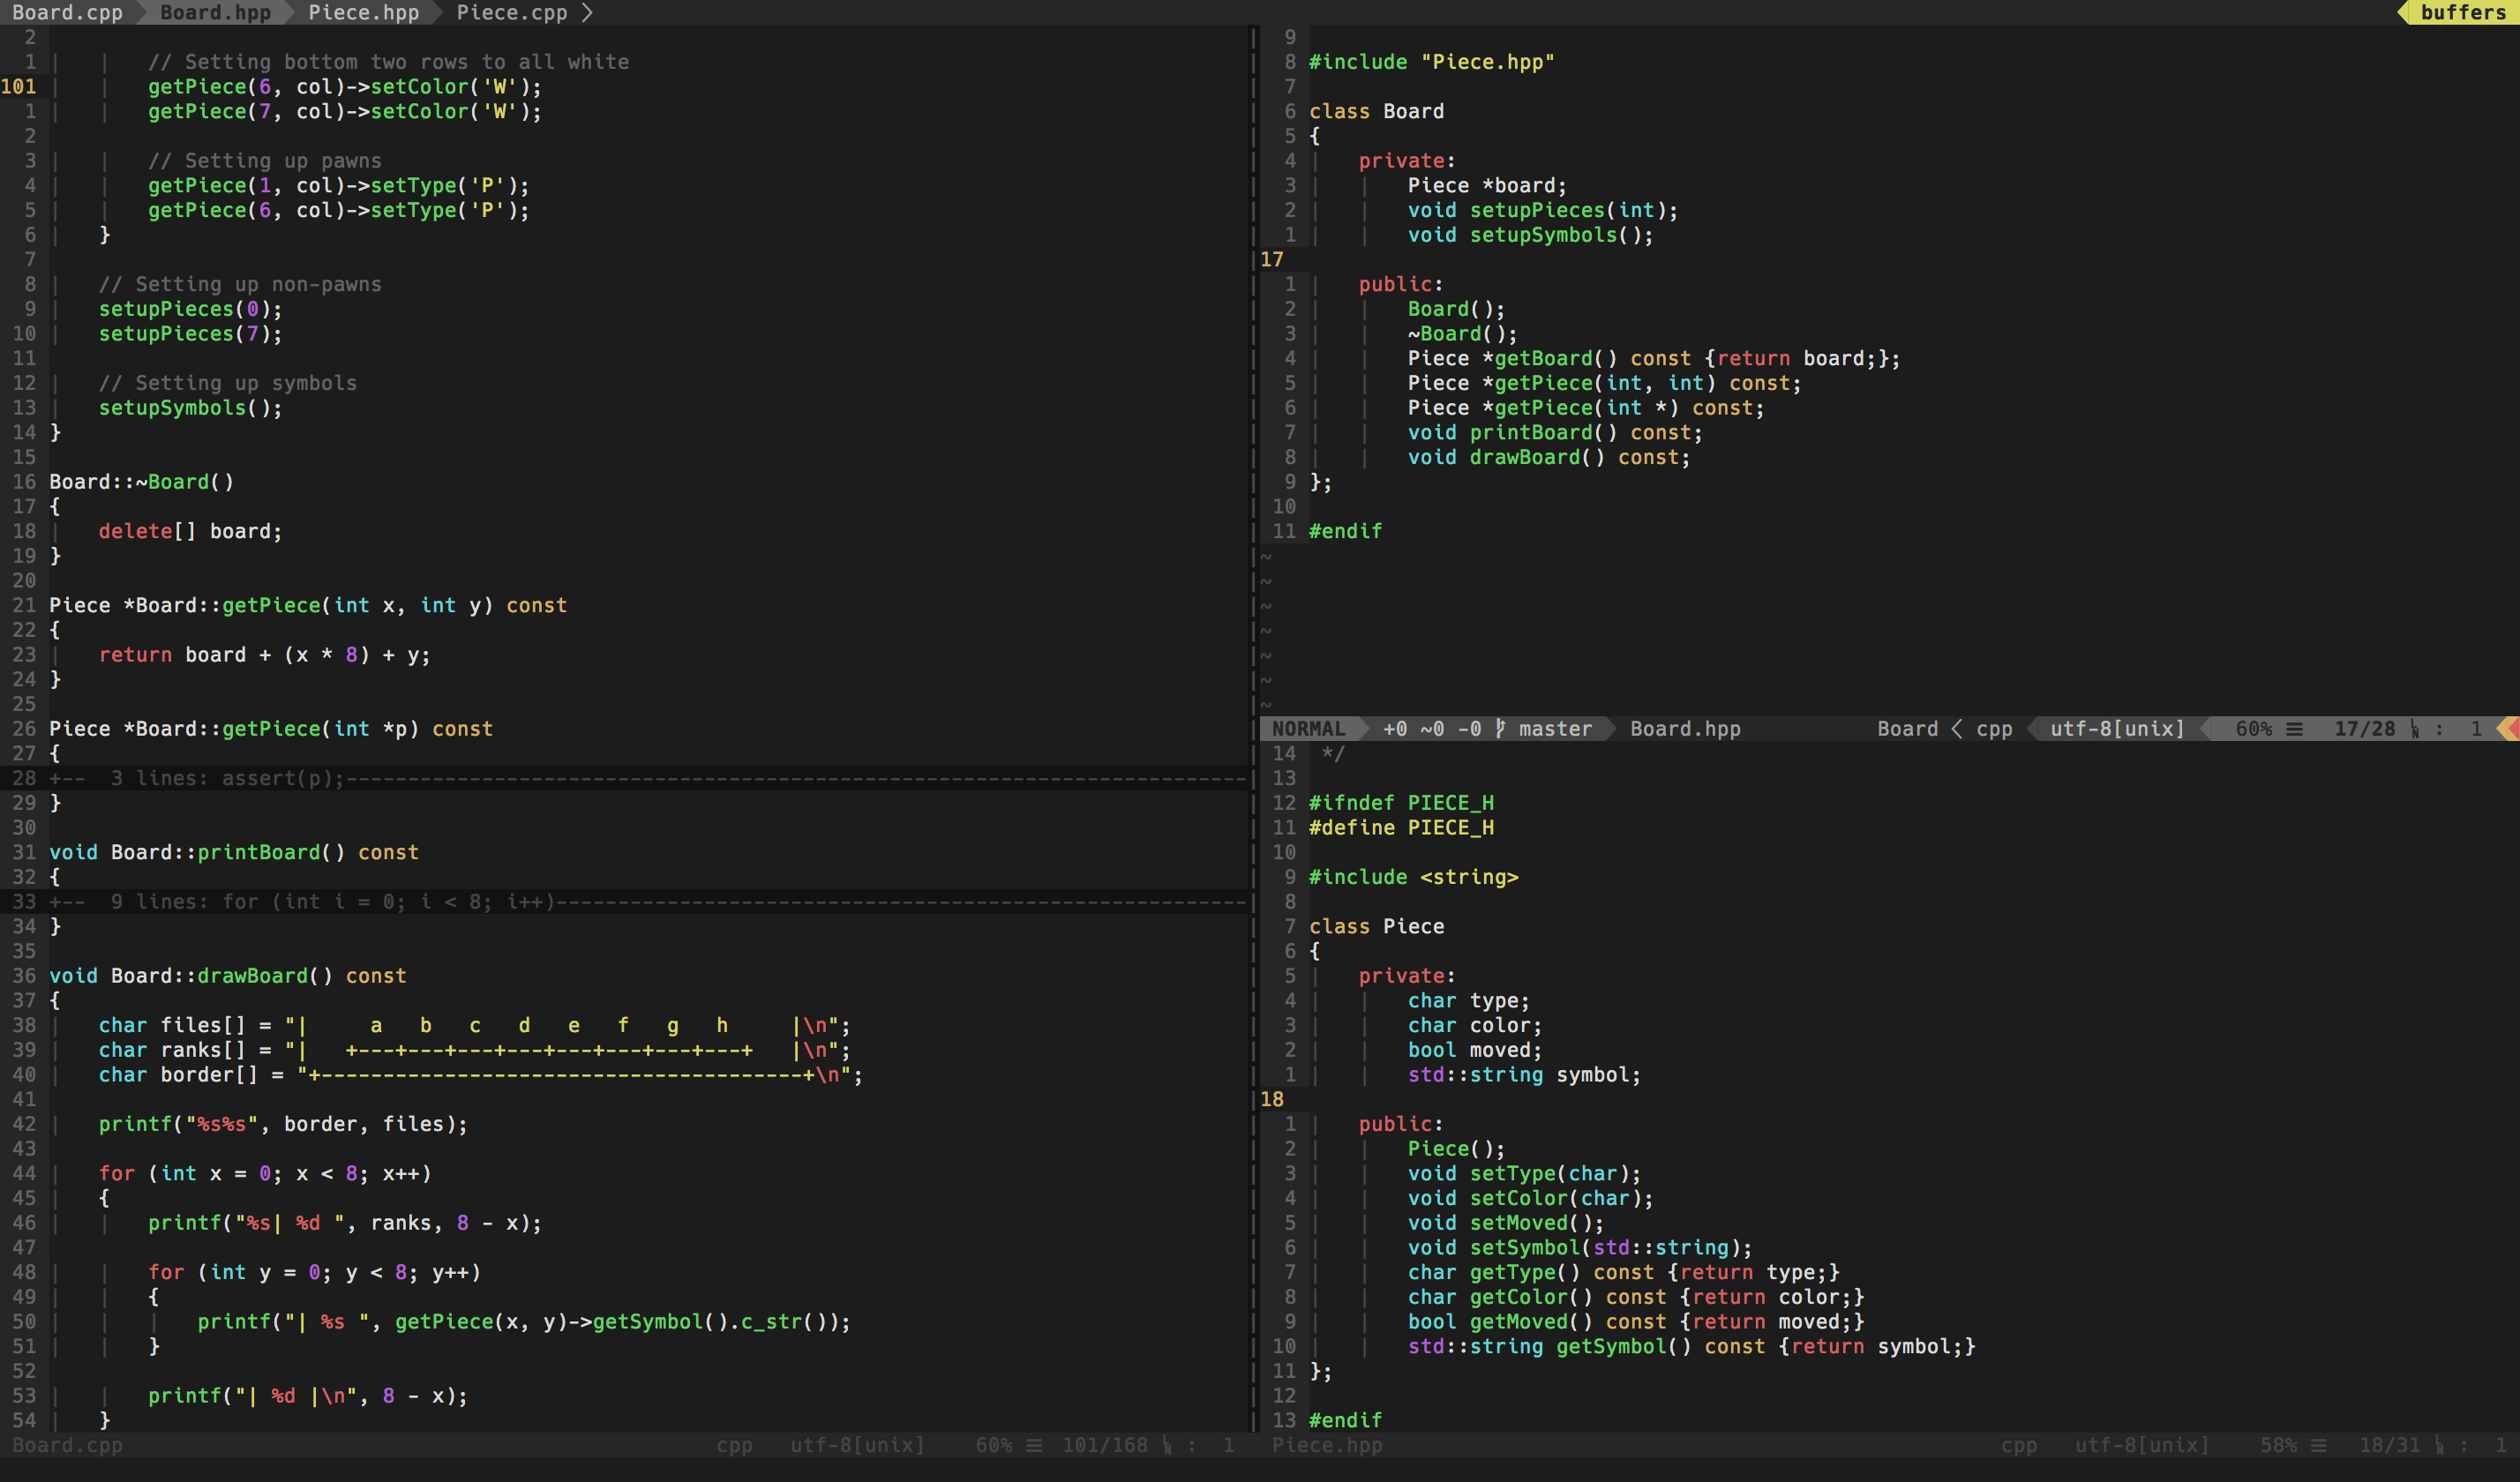 Board.cpp Board.hpp Piece.hpp Piece.cpp buffers
2
1 // Setting bottom two rows to all white
101 getPiece(6, col)->setColor('W');
1 getPiece(7, col)->setColor('W');
2
3 // Setting up pawns
4 getPiece(1, col)->setType('P');
5 getPiece(6, col)->setType('P');
6 }
7
8 // Setting up non-pawns
9 setupPieces(0);
10 setupPieces(7);
11
12 // Setting up symbols
13 setupSymbols();
14 }
15
16 Board::~Board()
17 {
18 delete[] board;
19 }
20
21 Piece *Board::getPiece(int x, int y) const
22 {
23 return board + (x * 8) + y;
24 }
25
26 Piece *Board::getPiece(int *p) const
27 {
28 +-- 3 lines: assert(p);-------------------------------------------------------------------------
29 }
30
31 void Board::printBoard() const
32 {
33 +-- 9 lines: for (int i = 0; i < 8; i++)--------------------------------------------------------
34 }
35
36 void Board::drawBoard() const
37 {
38 char files[] = "|     a   b   c   d   e   f   g   h     |\n";
39 char ranks[] = "|   +---+---+---+---+---+---+---+---+   |\n";
40 char border[] = "+---------------------------------------+\n";
41
42 printf("%s%s", border, files);
43
44 for (int x = 0; x < 8; x++)
45 {
46 printf("%s| %d ", ranks, 8 - x);
47
48 for (int y = 0; y < 8; y++)
49 {
50 printf("| %s ", getPiece(x, y)->getSymbol().c_str());
51 }
52
53 printf("| %d |\n", 8 - x);
54 }
Board.cpp cpp utf-8[unix] 60% ☰ 101/168 : 1
9
8 #include "Piece.hpp"
7
6 class Board
5 {
4 private:
3 Piece *board;
2 void setupPieces(int);
1 void setupSymbols();
17
1 public:
2 Board();
3 ~Board();
4 Piece *getBoard() const {return board;};
5 Piece *getPiece(int, int) const;
6 Piece *getPiece(int *) const;
7 void printBoard() const;
8 void drawBoard() const;
9 };
10
11 #endif
~
~
~
~
~
~
~
NORMAL +0 ~0 -0 master Board.hpp Board < cpp utf-8[unix] 60% ☰ 17/28 : 1
14 */
13
12 #ifndef PIECE_H
11 #define PIECE_H
10
9 #include <string>
8
7 class Piece
6 {
5 private:
4 char type;
3 char color;
2 bool moved;
1 std::string symbol;
18
1 public:
2 Piece();
3 void setType(char);
4 void setColor(char);
5 void setMoved();
6 void setSymbol(std::string);
7 char getType() const {return type;}
8 char getColor() const {return color;}
9 bool getMoved() const {return moved;}
10 std::string getSymbol() const {return symbol;}
11 };
12
13 #endif
Piece.hpp cpp utf-8[unix] 58% ☰ 18/31 : 1